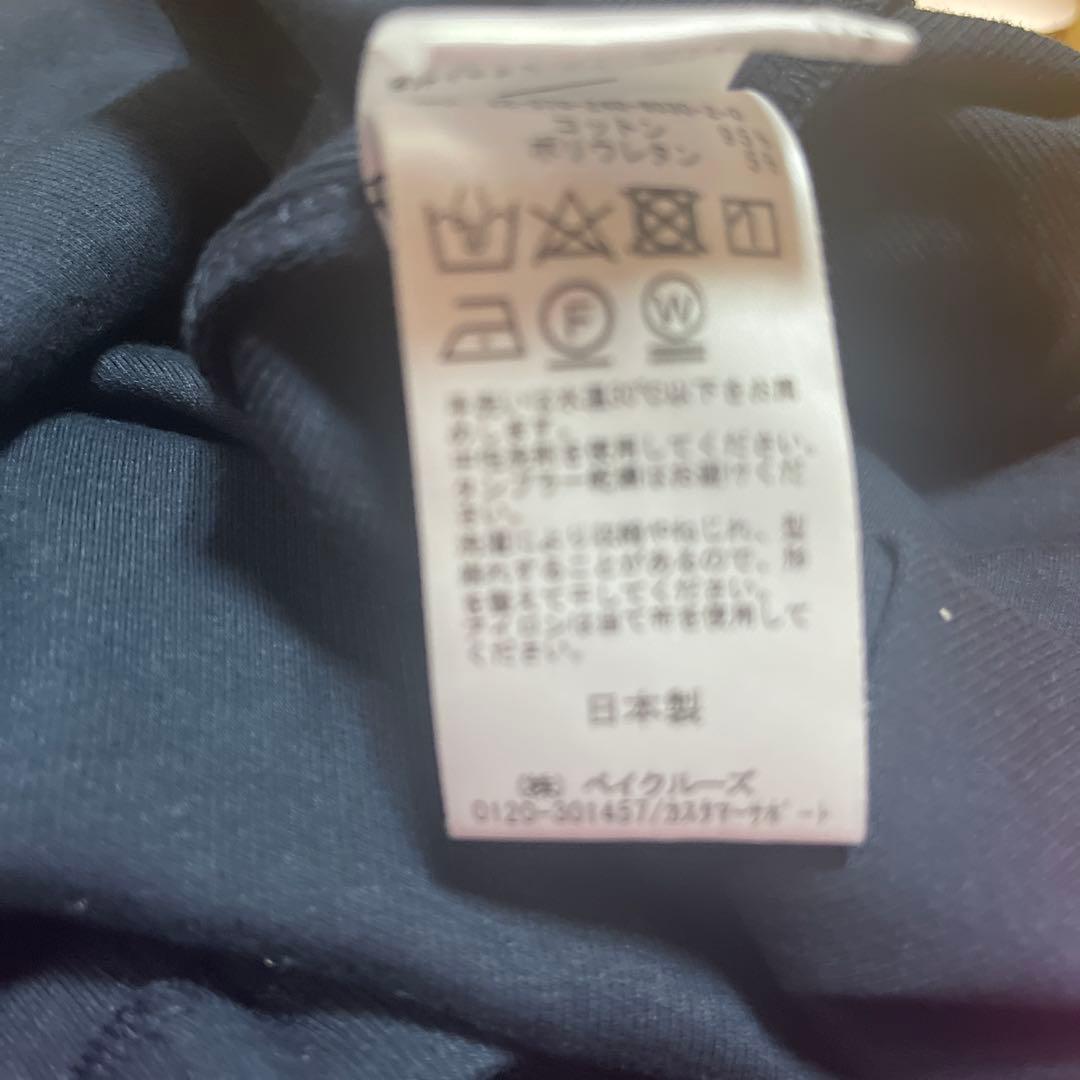 コットン 95%
ポリウレタン 5%
F
W
手洗いは水温30℃以下をお薦
めします。
中性洗剤を使用してください。
タンブラー乾燥はお避けくだ
さい。
洗濯により収縮やねじれ、型
崩れすることがあるので、形
を整えて干してください。
アイロンは当て布を使用して
ください。
日本製
(株) ベイクルーズ
0120-301457/カスタマーサポート